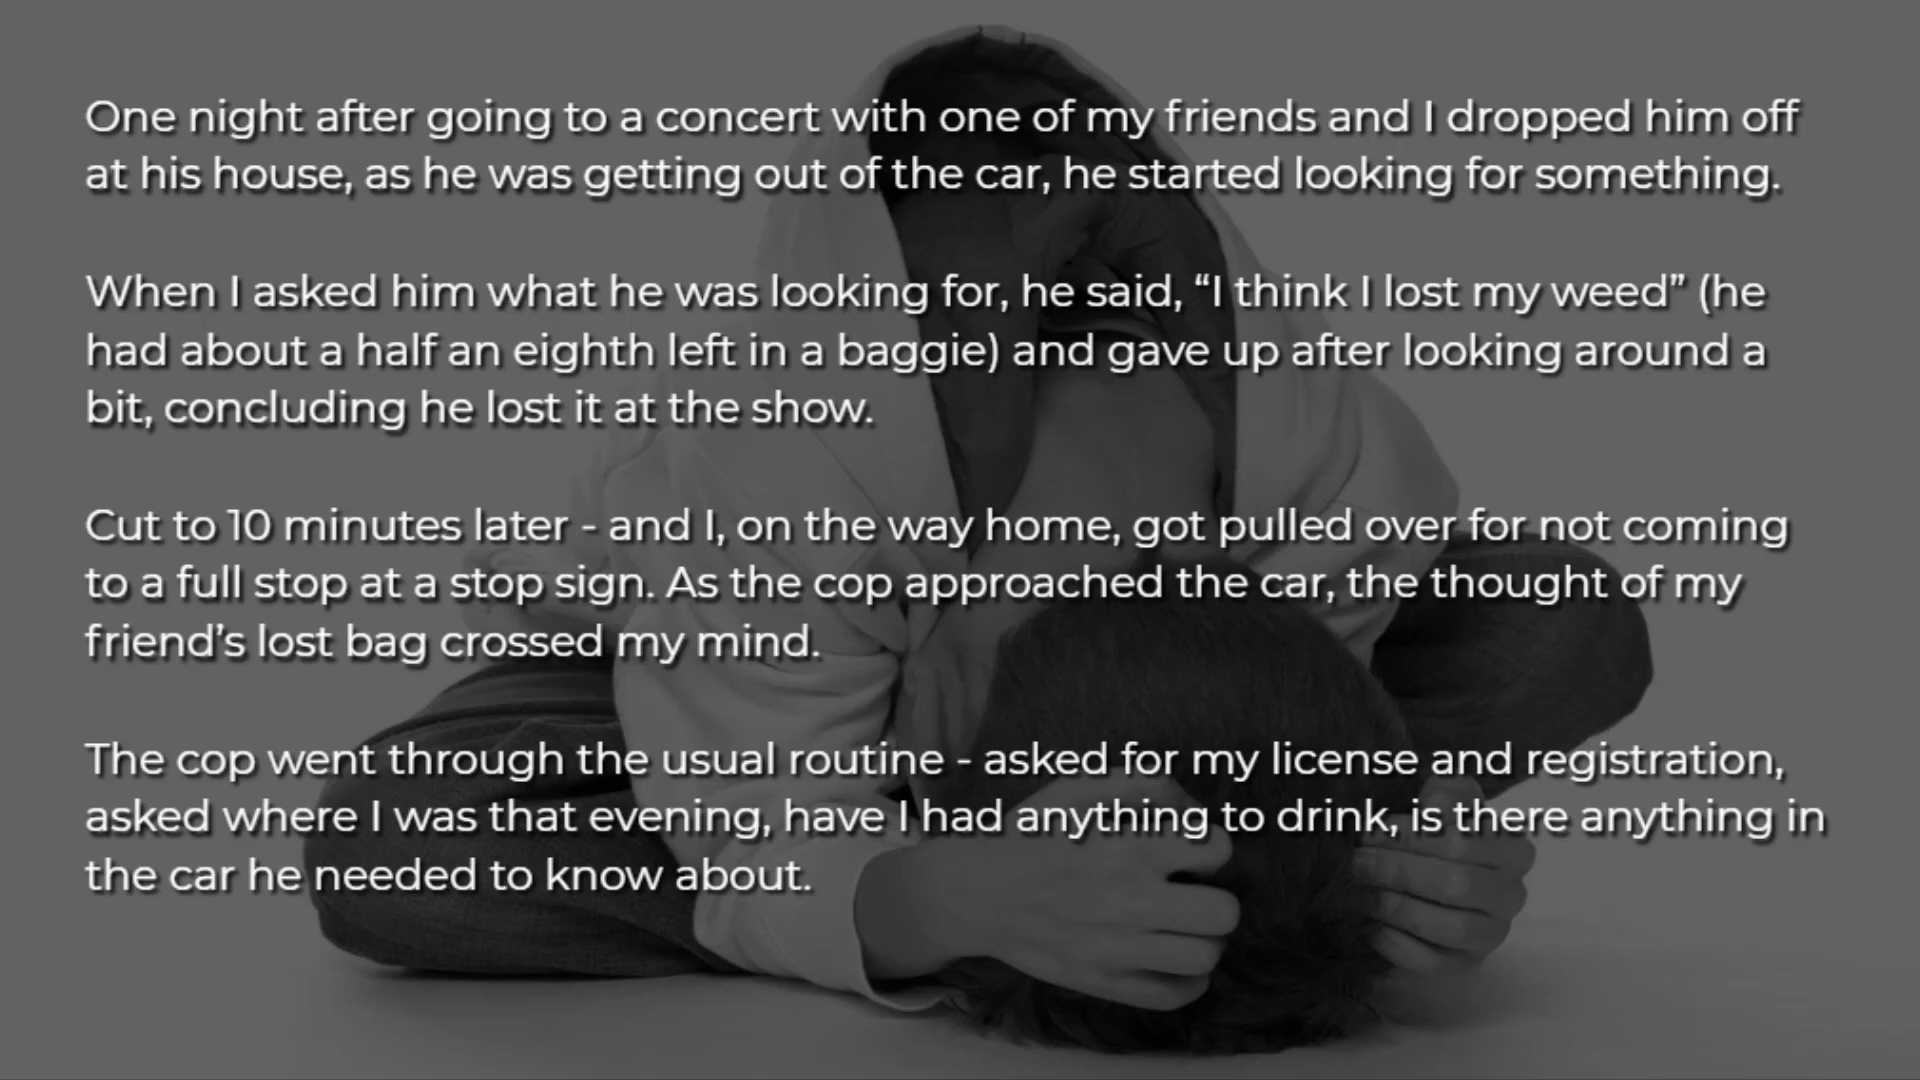 One night after going to a concert with one of my friends and I dropped him off
at his house, as he was getting out of the car, he started looking for something.
When I asked him what he was looking for, he said, “I think I lost my weed” (he
had about a half an eighth left in a baggie) and gave up after looking around a
bit, concluding he lost it at the show.
Cut to 10 minutes later - and I, on the way home, got pulled over for not coming
to a full stop at a stop sign. As the cop approached the car, the thought of my
friend’s lost bag crossed my mind.
The cop went through the usual routine - asked for my license and registration,
asked where I was that evening, have I had anything to drink, is there anything in
the car he needed to know about.